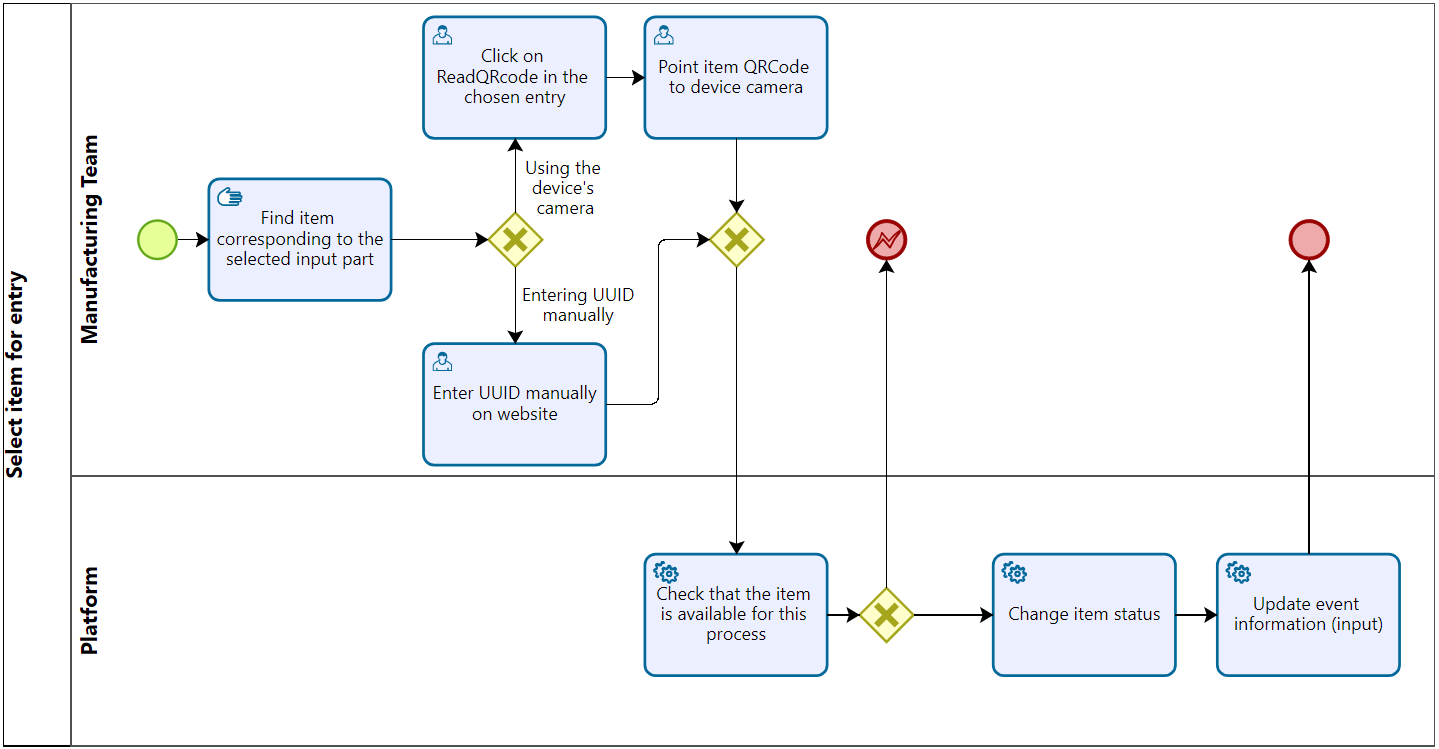 Select item for entry
Manufacturing Team
Click on
ReadQRcode in the
chosen entry
Point item QRCode
to device camera
Using the
device's
camera
Find item
corresponding to the
selected input part
Entering UUID
manually
Enter UUID manually
on website
Platform
Check that the item
is available for this
process
Change item status
Update event
information (input)